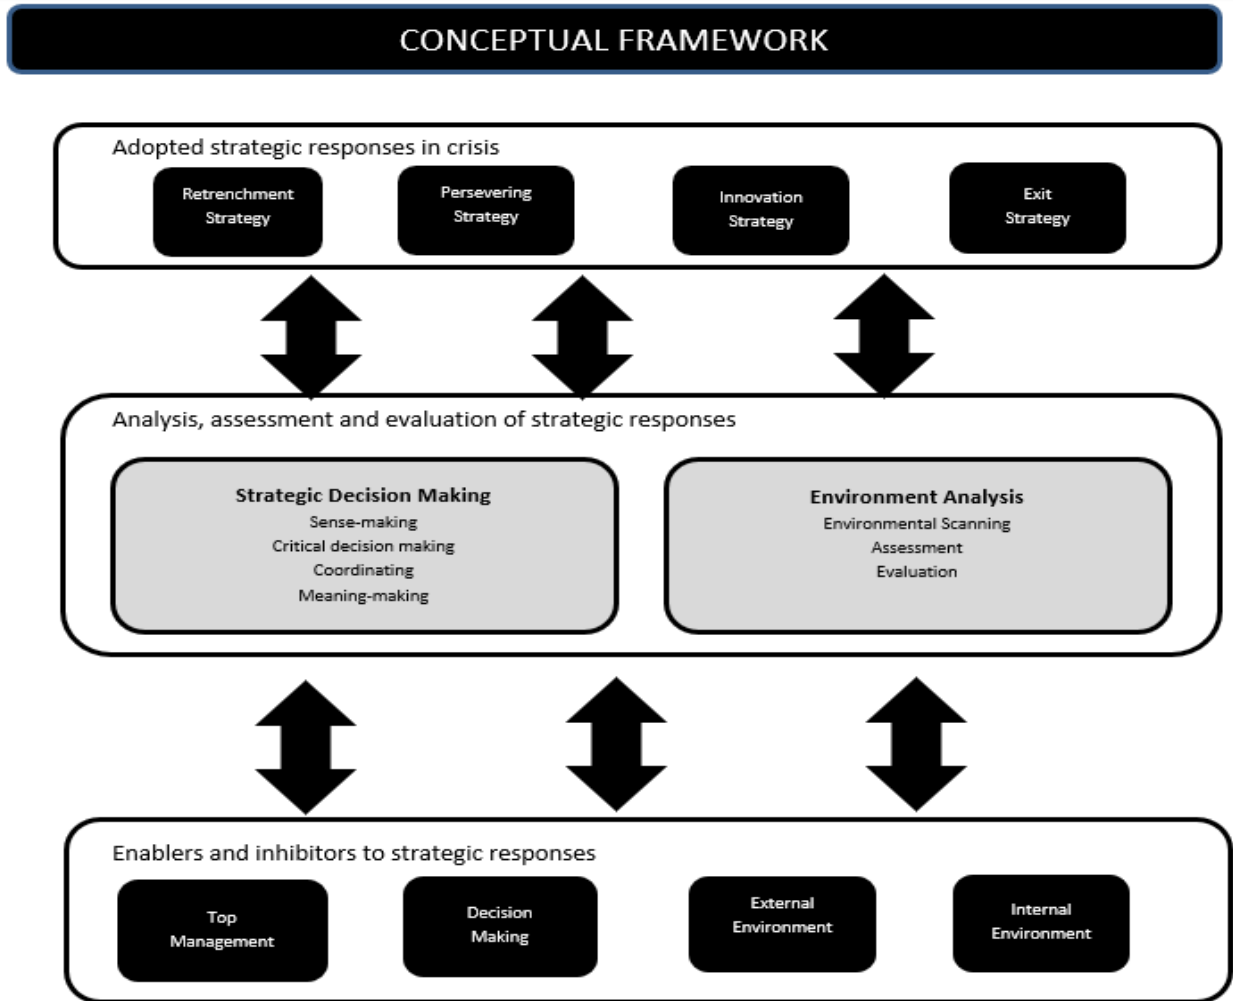 CONCEPTUAL FRAMEWORK
Adopted strategic responses in crisis
Retrenchment
Strategy
Persevering
Strategy
Innovation
Strategy
Exit
Strategy
Analysis, assessment and evaluation of strategic responses
Strategic Decision Making
Sense-making
Critical decision making
Coordinating
Meaning-making
Environment Analysis
Environmental Scanning
Assessment
Evaluation
Enablers and inhibitors to strategic responses
Top
Management
Decision
Making
External
Environment
Internal
Environment